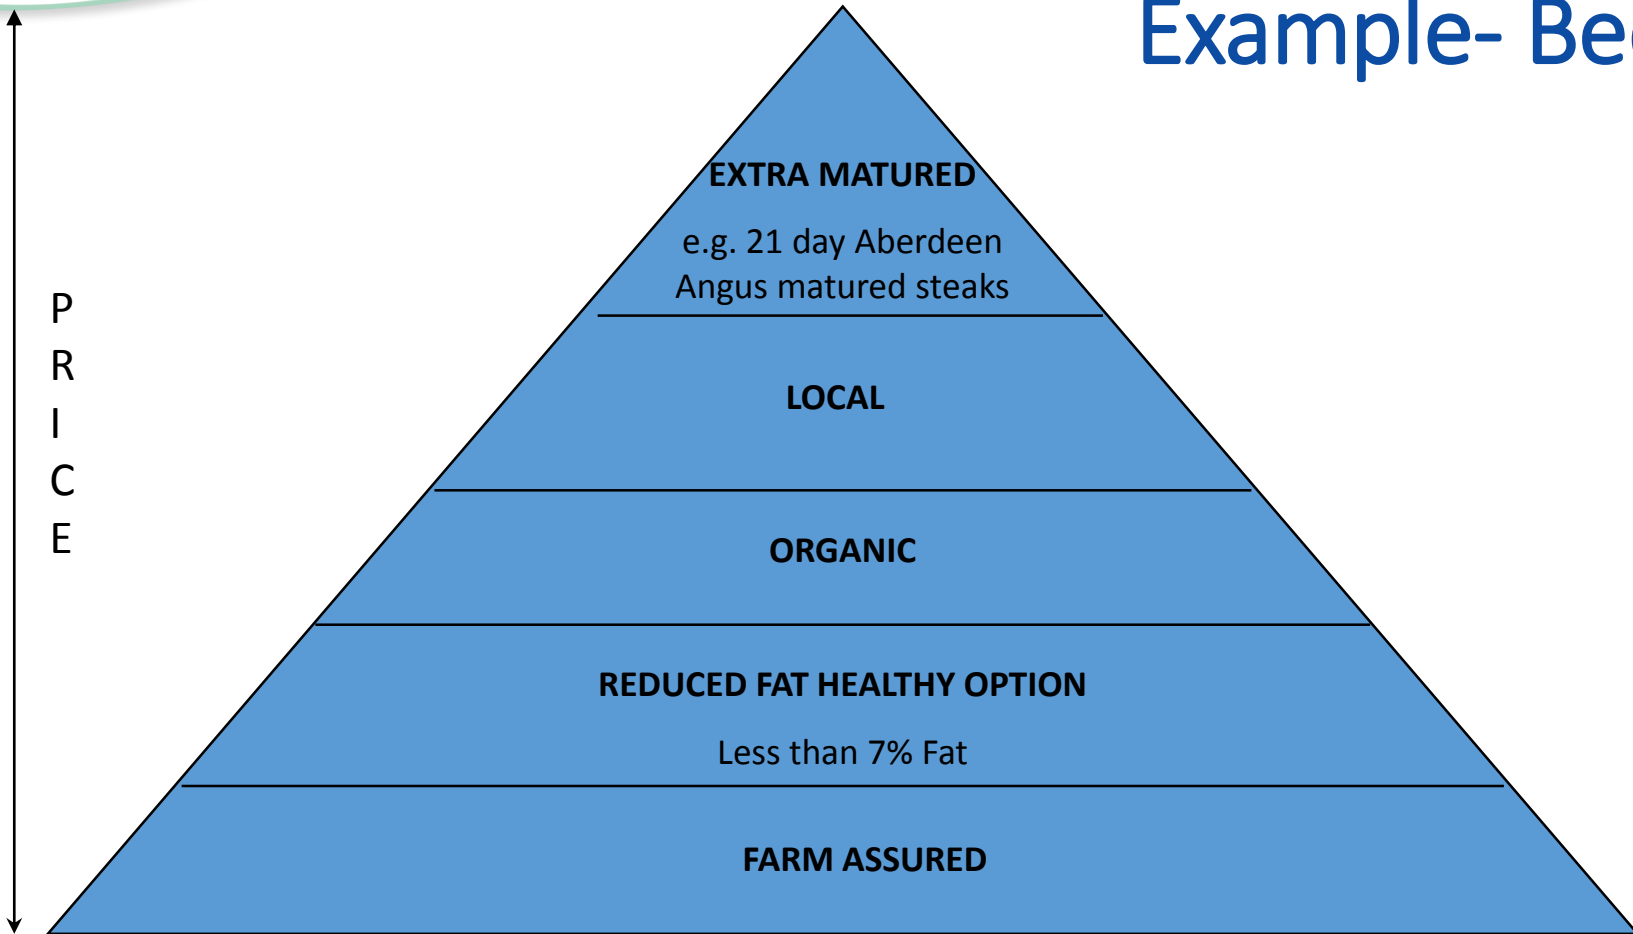 Example-
EXTRA MATURED
e.g. 21 day Aberdeen
Angus matured steaks
P
R
I
C
E
LOCAL
ORGANIC
REDUCED FAT HEALTHY OPTION
Less than 7% Fat
FARM ASSURED